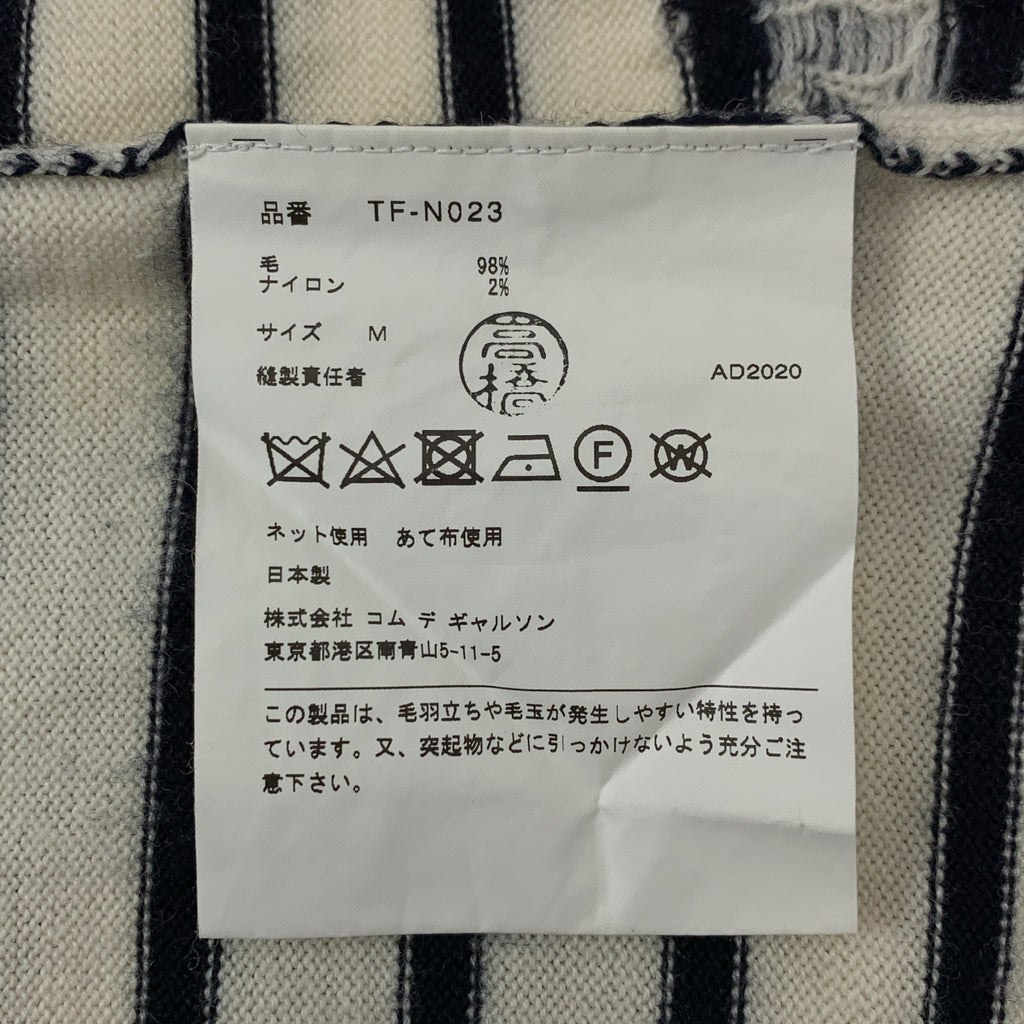 品番 TF-N023
毛 98%
ナイロン 2%
サイズ M
縫製責任者 高橋 AD2020
F W
ネット使用 あて布使用
日本製
株式会社 コム デ ギャルソン
東京都港区南青山5-11-5
この製品は、毛羽立ちや毛玉が発生しやすい特性を持っ
ています。又、突起物などに引っかけないよう充分ご注
意下さい。